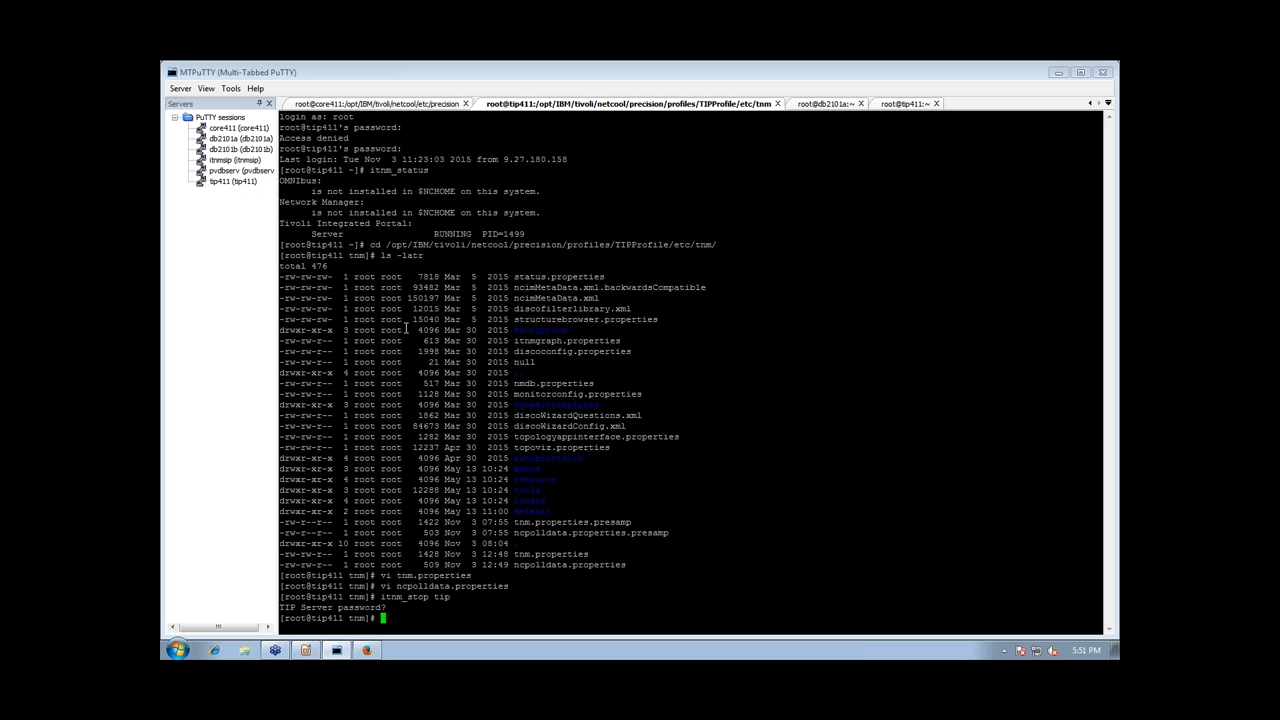 MTPuTTY (Multi-Tabbed PuTTY)
Server View Tools Help
Servers
root@core411:/opt/IBM/tivoli/netcool/etc/precision
root@tip411:/opt/IBM/tivoli/netcool/precision/profiles/TIPProfile/etc/tnm
root@db2101a:~
root@tip411:~
PuTTY sessions
core411 (core411)
db2101a (db2101a)
db2101b (db2101b)
itnmsip (itnmsip)
pvdbserv (pvdbserv
tip411 (tip411)
login as: root
root@tip411's password:
Access denied
root@tip411's password:
Last login: Tue Nov  3 11:23:03 2015 from 9.27.180.158
[root@tip411 ~]# itnm_status
OMNIbus:
is not installed in $NCHOME on this system.
Network Manager:
is not installed in $NCHOME on this system.
Tivoli Integrated Portal:
Server RUNNING PID=1499
[root@tip411 ~]# cd /opt/IBM/tivoli/netcool/precision/profiles/TIPProfile/etc/tnm/
[root@tip411 tnm]# ls -latr
total 476
-rw-rw-rw- 1 root root 7818 Mar 5 2015 status.properties
-rw-rw-rw- 1 root root 93482 Mar 5 2015 ncimMetaData.xml.backwardsCompatible
-rw-rw-rw- 1 root root 150197 Mar 5 2015 ncimMetaData.xml
-rw-rw-rw- 1 root root 12015 Mar 5 2015 discofilterlibrary.xml
-rw-rw-rw- 1 root root 15040 Mar 5 2015 structurebrowser.properties
drwxr-xr-x 3 root root 4096 Mar 30 2015 encryption
-rw-rw-r-- 1 root root 613 Mar 30 2015 itnmgraph.properties
-rw-rw-r-- 1 root root 1998 Mar 30 2015 discoconfig.properties
-rw-rw-r-- 1 root root 21 Mar 30 2015 null
drwxr-xr-x 4 root root 4096 Mar 30 2015 ..
-rw-rw-r-- 1 root root 517 Mar 30 2015 nmdb.properties
-rw-rw-r-- 1 root root 1128 Mar 30 2015 monitorconfig.properties
drwxr-xr-x 3 root root 4096 Mar 30 2015 dynamictemplates
-rw-rw-r-- 1 root root 1862 Mar 30 2015 discoWizardQuestions.xml
-rw-rw-r-- 1 root root 84673 Mar 30 2015 discoWizardConfig.xml
-rw-rw-r-- 1 root root 1282 Mar 30 2015 topologyappinterface.properties
-rw-rw-r-- 1 root root 12237 Apr 30 2015 topoviz.properties
drwxr-xr-x 4 root root 4096 Apr 30 2015 autoprovision
drwxr-xr-x 3 root root 4096 May 13 10:24 menus
drwxr-xr-x 4 root root 4096 May 13 10:24 resource
drwxr-xr-x 3 root root 12288 May 13 10:24 tools
drwxr-xr-x 4 root root 4096 May 13 10:24 locale
drwxr-xr-x 2 root root 4096 May 13 11:00 default
-rw-r--r-- 1 root root 1422 Nov 3 07:55 tnm.properties.presamp
-rw-rw-r-- 1 root root 503 Nov 3 07:55 ncpolldata.properties.presamp
drwxr-xr-x 10 root root 4096 Nov 3 08:04 .
-rw-rw-r-- 1 root root 1428 Nov 3 12:48 tnm.properties
-rw-rw-r-- 1 root root 509 Nov 3 12:49 ncpolldata.properties
[root@tip411 tnm]# vi tnm.properties
[root@tip411 tnm]# vi ncpolldata.properties
[root@tip411 tnm]# itnm_stop tip
TIP Server password?
[root@tip411 tnm]#
5:51 PM